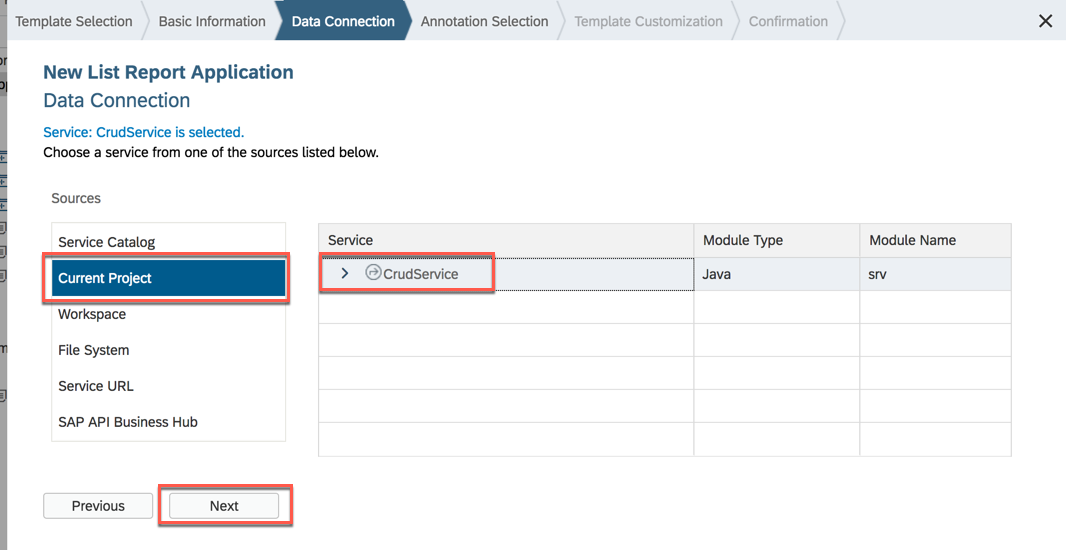 Template Selection
Basic Information
Data Connection
Annotation Selection
Template Customization
Confirmation
New List Report Application
Data Connection
Service: CrudService is selected.
Choose a service from one of the sources listed below.
Sources
Service Catalog
Current Project
Workspace
File System
Service URL
SAP API Business Hub
Service Module Type Module Name
CrudService Java srv
Previous Next